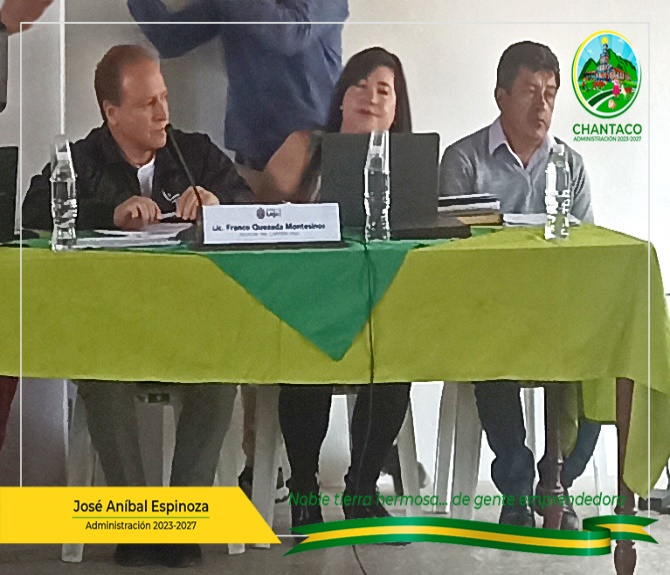 CHANTACO
ADMINISTRACIÓN 2023-2027
Loja
Lic. Franco Quezada Montesinos
José Aníbal Espinoza
Administración 2023-2027
Noble tierra hermosa... de gente emprendedora